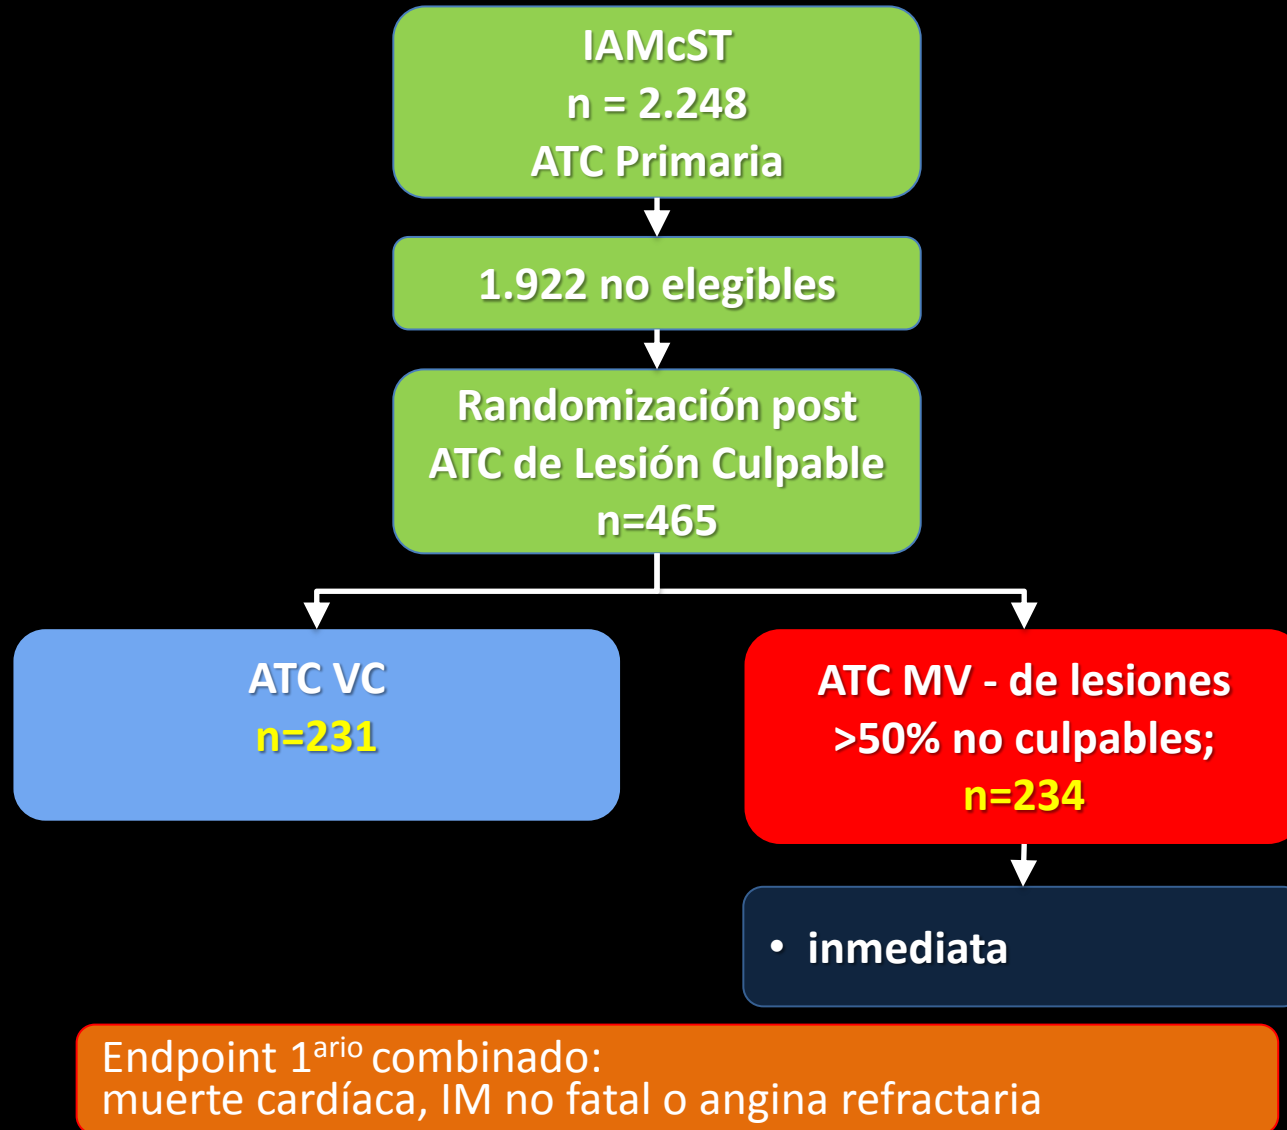 IAMcST
n = 2.248
ATC Primaria
1.922 no elegibles
Randomización post
ATC de Lesión Culpable
n=465
ATC VC
n=231
ATC MV - de lesiones
>50% no culpables;
n=234
• inmediata
Endpoint 1ario combinado:
muerte cardíaca, IM no fatal o angina refractaria